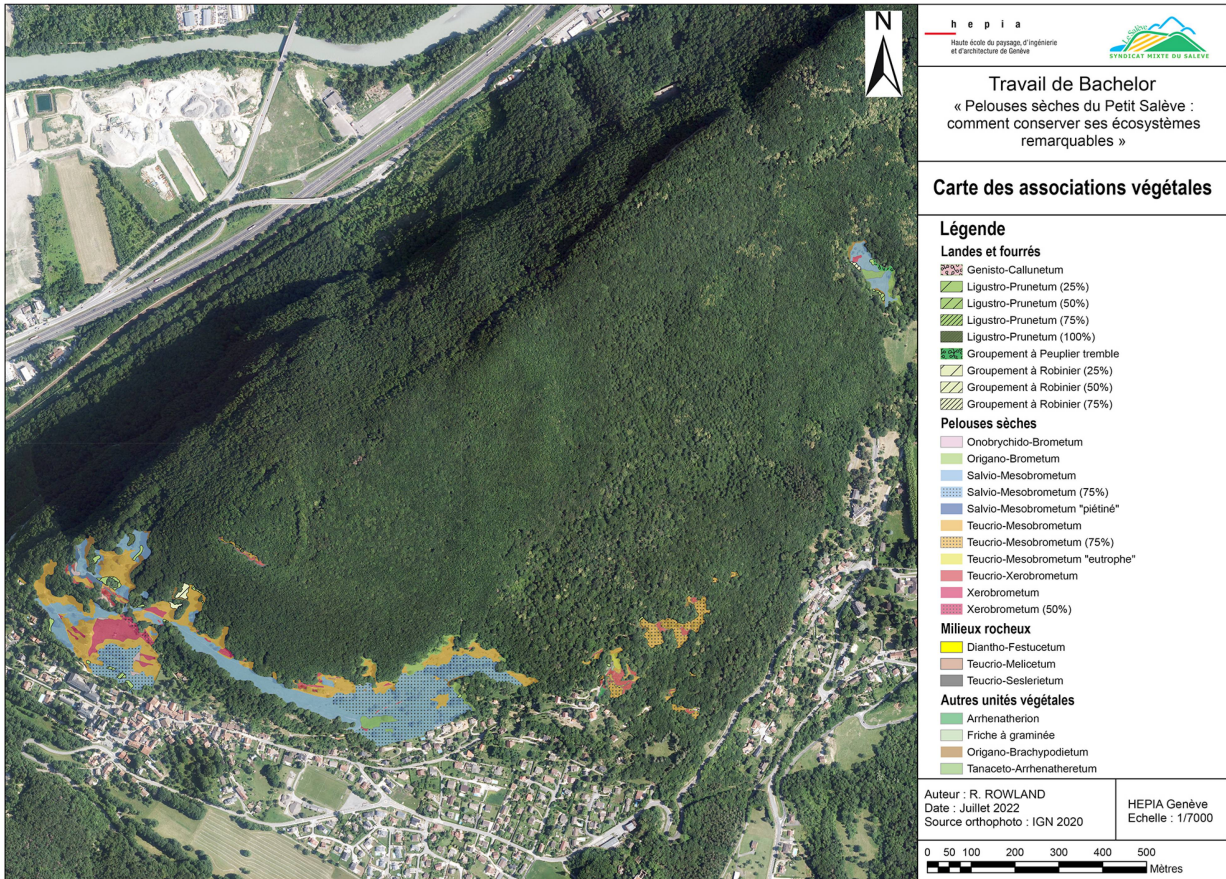 N
h e p i a
Haute école du paysage, d'ingénierie
et d'architecture de Genève
Le Salève
SYNDICAT MIXTE DU SALEVE
Travail de Bachelor
« Pelouses sèches du Petit Salève :
comment conserver ses écosystèmes
remarquables »
Carte des associations végétales
Légende
Landes et fourrés
Genisto-Callunetum
Ligustro-Prunetum (25%)
Ligustro-Prunetum (50%)
Ligustro-Prunetum (75%)
Ligustro-Prunetum (100%)
Groupement à Peuplier tremble
Groupement à Robinier (25%)
Groupement à Robinier (50%)
Groupement à Robinier (75%)
Pelouses sèches
Onobrychido-Brometum
Origano-Brometum
Salvio-Mesobrometum
Salvio-Mesobrometum (75%)
Salvio-Mesobrometum "piétiné"
Teucrio-Mesobrometum
Teucrio-Mesobrometum (75%)
Teucrio-Mesobrometum "eutrophe"
Teucrio-Xerobrometum
Xerobrometum
Xerobrometum (50%)
Milieux rocheux
Diantho-Festucetum
Teucrio-Melicetum
Teucrio-Seslerietum
Autres unités végétales
Arrhenatherion
Friche à graminée
Origano-Brachypodietum
Tanaceto-Arrhenatheretum
Auteur : R. ROWLAND
Date : Juillet 2022
Source orthophoto : IGN 2020
HEPIA Genève
Echelle : 1/7000
0 50 100 200 300 400 500
Mètres